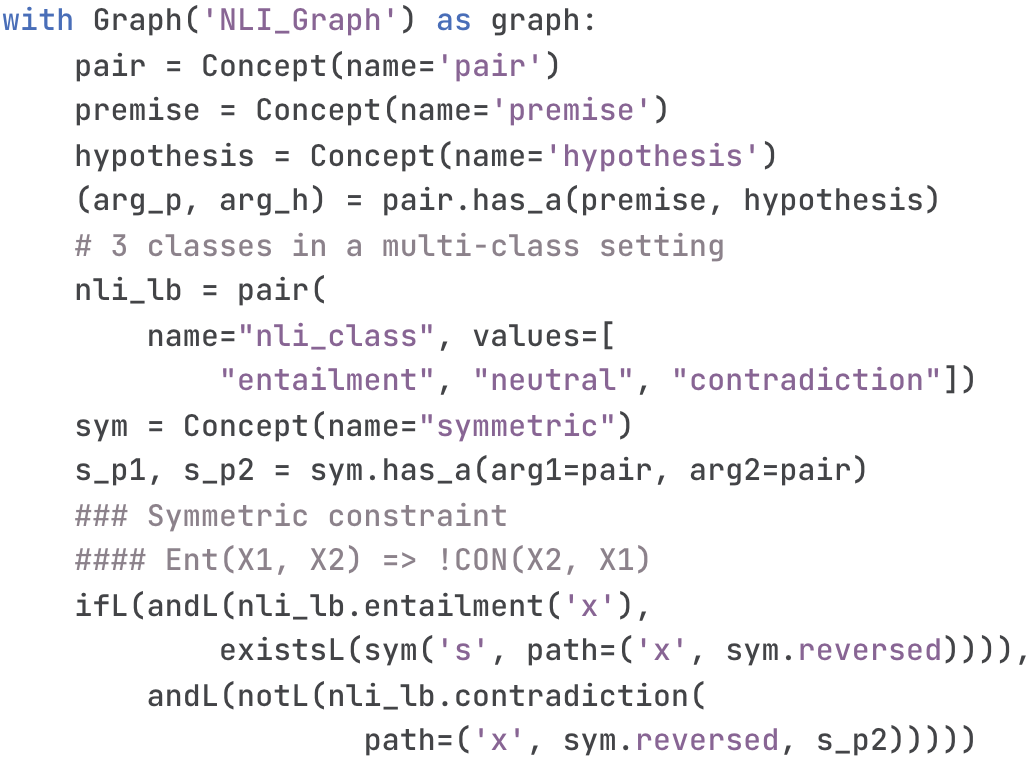 with Graph('NLI_Graph') as graph:
    pair = Concept(name='pair')
    premise = Concept(name='premise')
    hypothesis = Concept(name='hypothesis')
    (arg_p, arg_h) = pair.has_a(premise, hypothesis)
    # 3 classes in a multi-class setting
    nli_lb = pair(
        name="nli_class", values=[
            "entailment", "neutral", "contradiction"])
    sym = Concept(name="symmetric")
    s_p1, s_p2 = sym.has_a(arg1=pair, arg2=pair)
    ### Symmetric constraint
    #### Ent(X1, X2) => !CON(X2, X1)
    ifL(andL(nli_lb.entailment('x'),
            existsL(sym('s', path=('x', sym.reversed)))),
        andL(notL(nli_lb.contradiction(
                    path=('x', sym.reversed, s_p2)))))